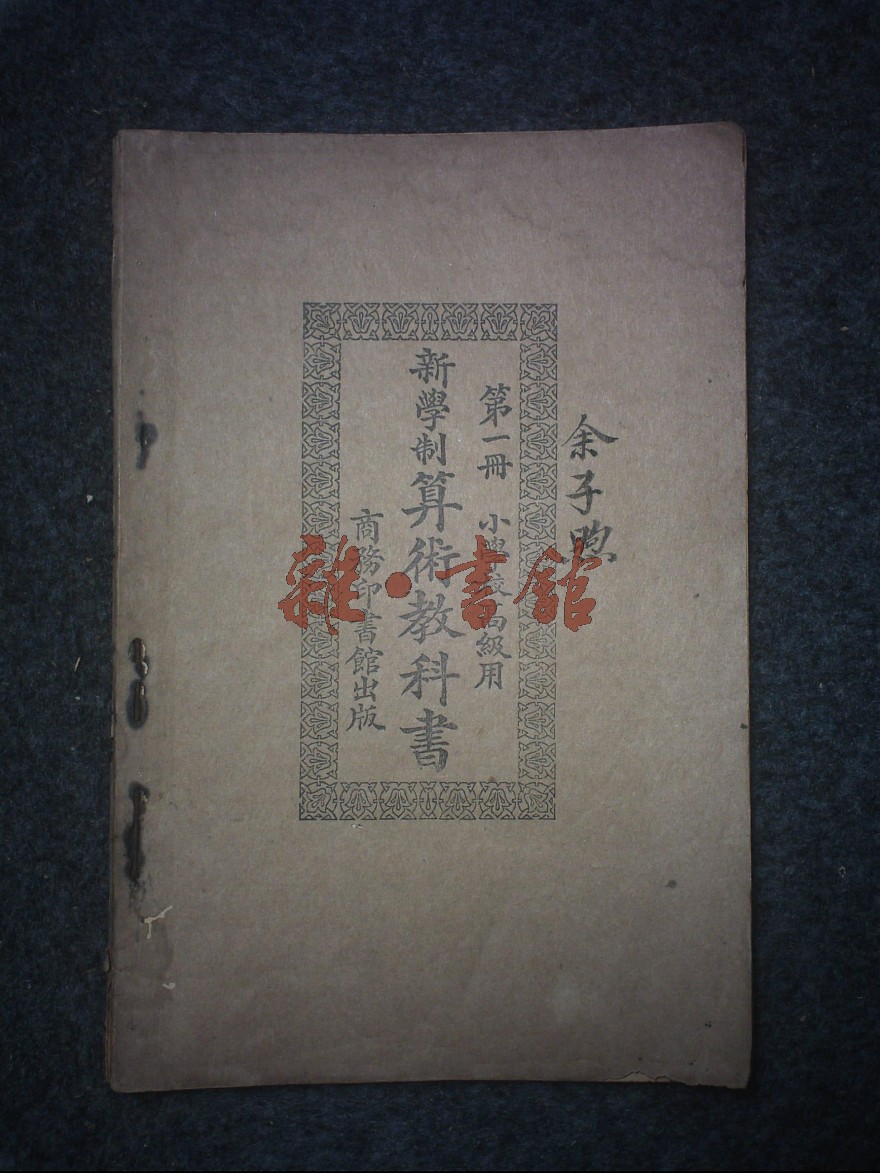 余子煦
第一冊 小學校高級用
新學制算術教科書
商務印書館出版
雜·書館